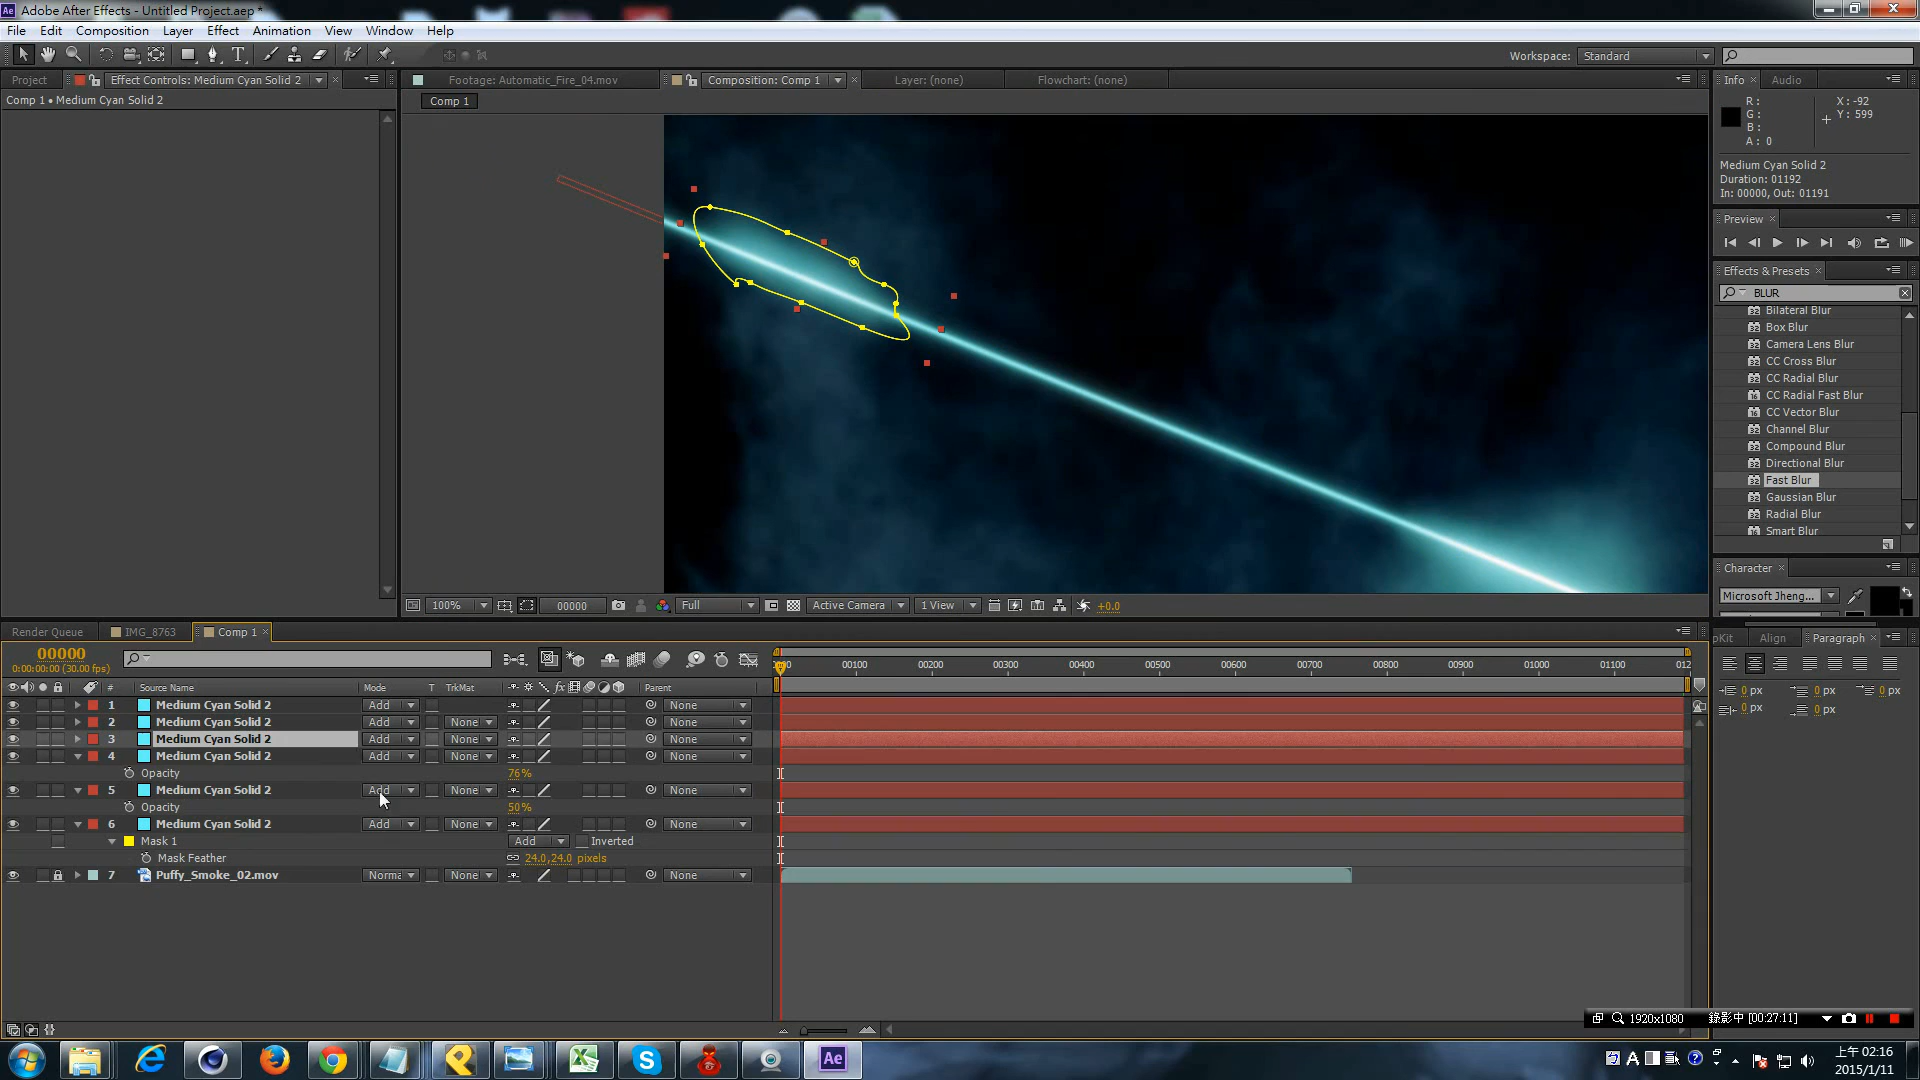 Adobe After Effects - Untitled Project.aep *
File Edit Composition Layer Effect Animation View Window Help
Workspace: Standard
Project Effect Controls: Medium Cyan Solid 2
Comp 1 • Medium Cyan Solid 2
Footage: Automatic_Fire_04.mov Composition: Comp 1 Layer: (none) Flowchart: (none)
Comp 1
Info Audio
R: X: -92
G: Y: 599
B:
A: 0
Medium Cyan Solid 2
Duration: 01192
In: 00000, Out: 01191
Preview
Effects & Presets
BLUR
Bilateral Blur
Box Blur
Camera Lens Blur
CC Cross Blur
CC Radial Blur
CC Radial Fast Blur
CC Vector Blur
Channel Blur
Compound Blur
Directional Blur
Fast Blur
Gaussian Blur
Radial Blur
Smart Blur
Character
Microsoft Jheng...
100% 00000 Full Active Camera 1 View +0.0
Render Queue IMG_8763 Comp 1
pKit Align Paragraph
0 px 0 px 0 px
0 px 0 px
00000
0:00:00:00 (30.00 fps)
00100 00200 00300 00400 00500 00600 00700 00800 00900 01000 01100 012
# Source Name Mode T TrkMat Parent
1 Medium Cyan Solid 2 Add None
2 Medium Cyan Solid 2 Add None None
3 Medium Cyan Solid 2 Add None None
4 Medium Cyan Solid 2 Add None None
Opacity 76%
5 Medium Cyan Solid 2 Add None None
Opacity 50%
6 Medium Cyan Solid 2 Add None None
Mask 1 Add Inverted
Mask Feather 24.0,24.0 pixels
7 Puffy_Smoke_02.mov Norma None None
1920x1080 錄影中 [00:27:11]
上午 02:16
2015/1/11